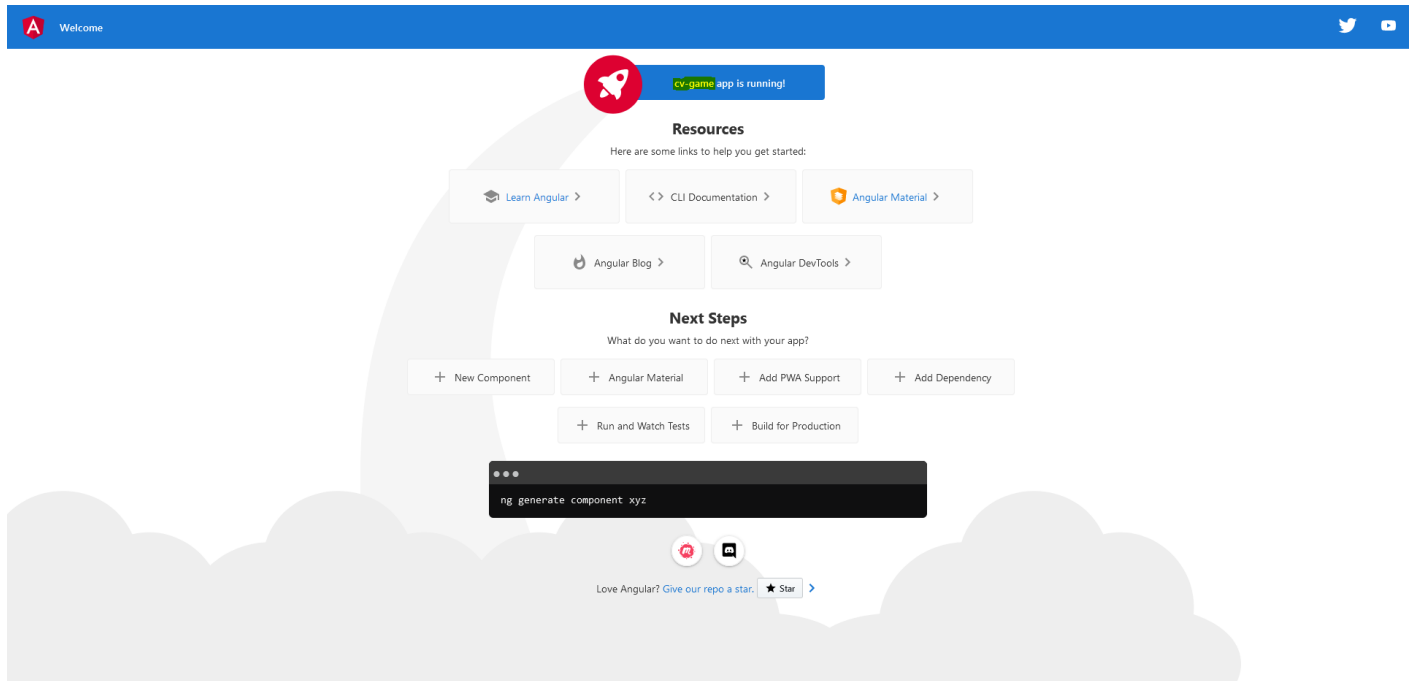 Welcome
cv-game app is running!
Resources
Here are some links to help you get started:
Learn Angular
CLI Documentation
Angular Material
Angular Blog
Angular DevTools
Next Steps
What do you want to do next with your app?
New Component
Angular Material
Add PWA Support
Add Dependency
Run and Watch Tests
Build for Production
ng generate component xyz
Love Angular? Give our repo a star. Star